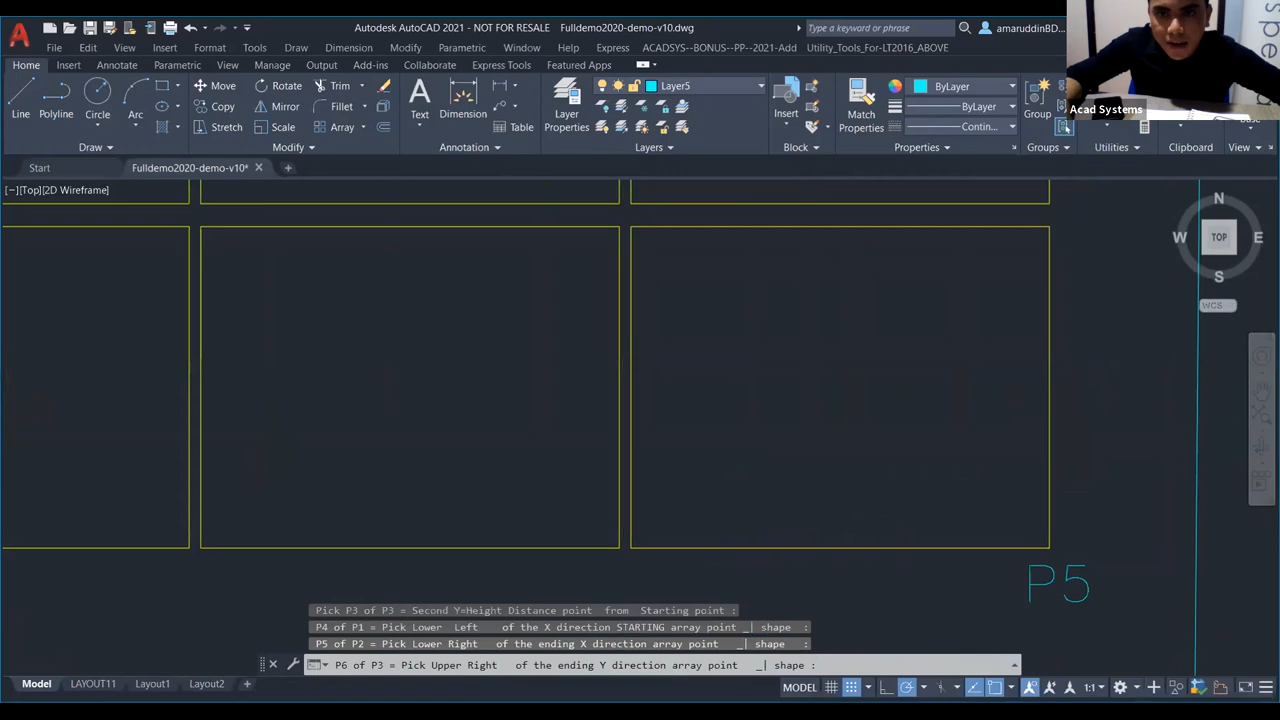 Autodesk AutoCAD 2021 - NOT FOR RESALE Fulldemo2020-demo-v10.dwg
Type a keyword or phrase
amaruddinBD...
File Edit View Insert Format Tools Draw Dimension Modify Parametric Window Help Express ACADSYS--BONUS--PP--2021-Add Utility_Tools_For-LT2016_ABOVE
Home Insert Annotate Parametric View Manage Output Add-ins Collaborate Express Tools Featured Apps
Line Polyline Circle Arc
Move Rotate Trim
Copy Mirror Fillet
Stretch Scale Array
Text Dimension
Table
Layer Properties
Layer5
Insert
Match Properties
ByLayer
ByLayer
Contin...
Group
Acad Systems
Base
Draw Modify Annotation Layers Block Properties Groups Utilities Clipboard View
Start Fulldemo2020-demo-v10*
[−][Top][2D Wireframe]
N
W TOP E
S
WCS
P5
Pick P3 of P3 = Second Y=Height Distance point from Starting point :
P4 of P1 = Pick Lower Left of the X direction STARTING array point _| shape :
P5 of P2 = Pick Lower Right of the ending X direction array point _| shape :
P6 of P3 = Pick Upper Right of the ending Y direction array point _| shape :
Model LAYOUT11 Layout1 Layout2
MODEL 1:1